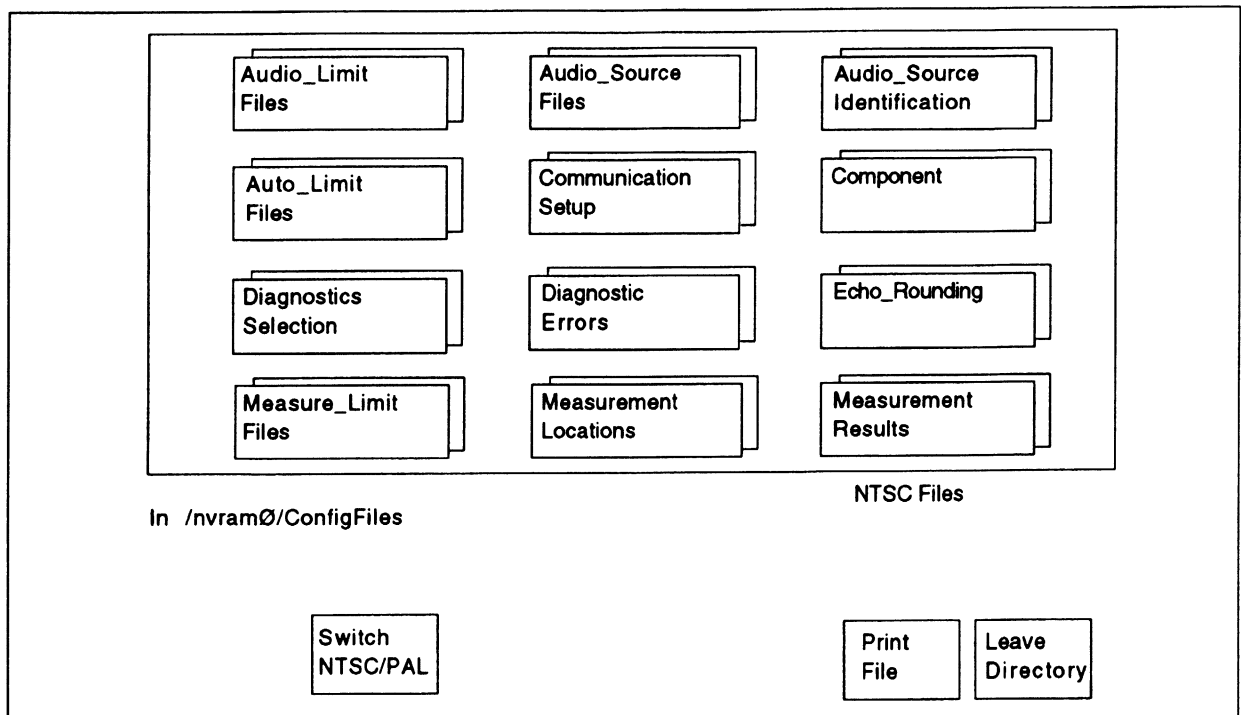 Audio_Limit
Files
Audio_Source
Files
Audio_Source
Identification
Auto_Limit
Files
Communication
Setup
Component
Diagnostics
Selection
Diagnostic
Errors
Echo_Rounding
Measure_Limit
Files
Measurement
Locations
Measurement
Results
NTSC Files
In /nvramØ/ConfigFiles
Switch
NTSC/PAL
Print
File
Leave
Directory